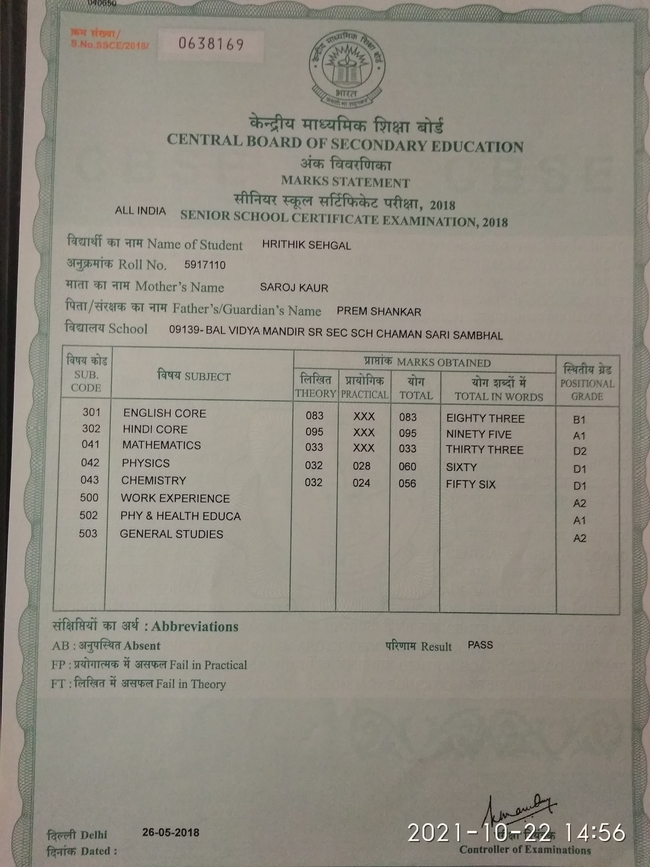 040650
क्रम संख्या/
S.No.SSCE/2018/ 0638169
केन्द्रीय माध्यमिक शिक्षा बोर्ड
भारत
केन्द्रीय माध्यमिक शिक्षा बोर्ड
CENTRAL BOARD OF SECONDARY EDUCATION
अंक विवरणिका
MARKS STATEMENT
सीनियर स्कूल सर्टिफिकेट परीक्षा, 2018
ALL INDIA SENIOR SCHOOL CERTIFICATE EXAMINATION, 2018
विद्यार्थी का नाम Name of Student HRITHIK SEHGAL
अनुक्रमांक Roll No. 5917110
माता का नाम Mother's Name SAROJ KAUR
पिता/संरक्षक का नाम Father's/Guardian's Name PREM SHANKAR
विद्यालय School 09139- BAL VIDYA MANDIR SR SEC SCH CHAMAN SARI SAMBHAL
विषय कोड SUB. CODE विषय SUBJECT प्राप्तांक MARKS OBTAINED स्थितीय ग्रेड POSITIONAL GRADE
लिखित THEORY प्रायोगिक PRACTICAL योग TOTAL योग शब्दों में TOTAL IN WORDS
301 ENGLISH CORE 083 XXX 083 EIGHTY THREE B1
302 HINDI CORE 095 XXX 095 NINETY FIVE A1
041 MATHEMATICS 033 XXX 033 THIRTY THREE D2
042 PHYSICS 032 028 060 SIXTY D1
043 CHEMISTRY 032 024 056 FIFTY SIX D1
500 WORK EXPERIENCE A2
502 PHY & HEALTH EDUCA A1
503 GENERAL STUDIES A2
संक्षिप्तियों का अर्थ : Abbreviations
AB : अनुपस्थित Absent परिणाम Result PASS
FP : प्रयोगात्मक में असफल Fail in Practical
FT : लिखित में असफल Fail in Theory
दिल्ली Delhi 26-05-2018
दिनांक Dated :
2021-10-22 14:56
Controller of Examinations